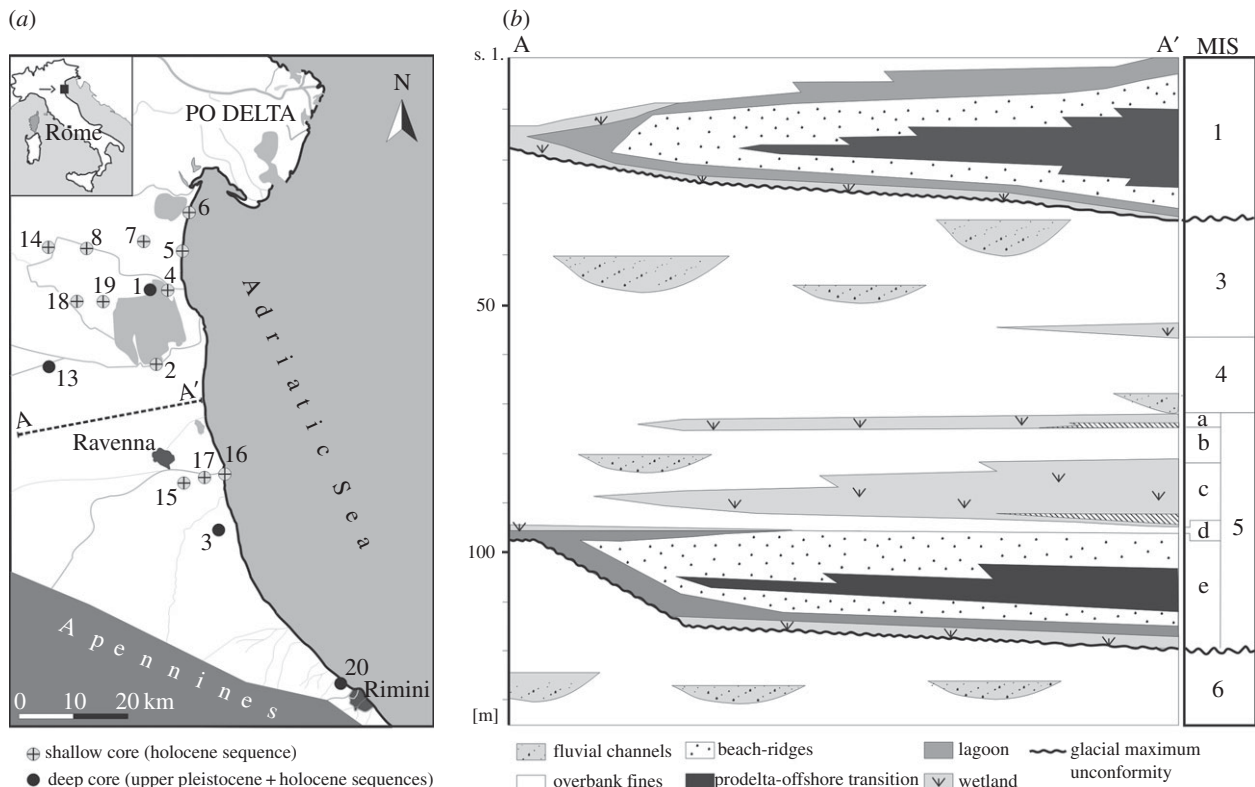 (a)
N
PO DELTA
Rome
6
14
8
7
5
18
19
1
4
13
2
A
A′
Ravenna
17
16
15
3
Adriatic Sea
Apennines
20
Rimini
0 10 20 km
shallow core (holocene sequence)
deep core (upper pleistocene + holocene sequences)
(b)
A
A′
MIS
s. l.
50
100
[m]
1
3
4
a
b
c
d
e
5
6
fluvial channels
beach-ridges
lagoon
glacial maximum
unconformity
overbank fines
prodelta-offshore transition
wetland